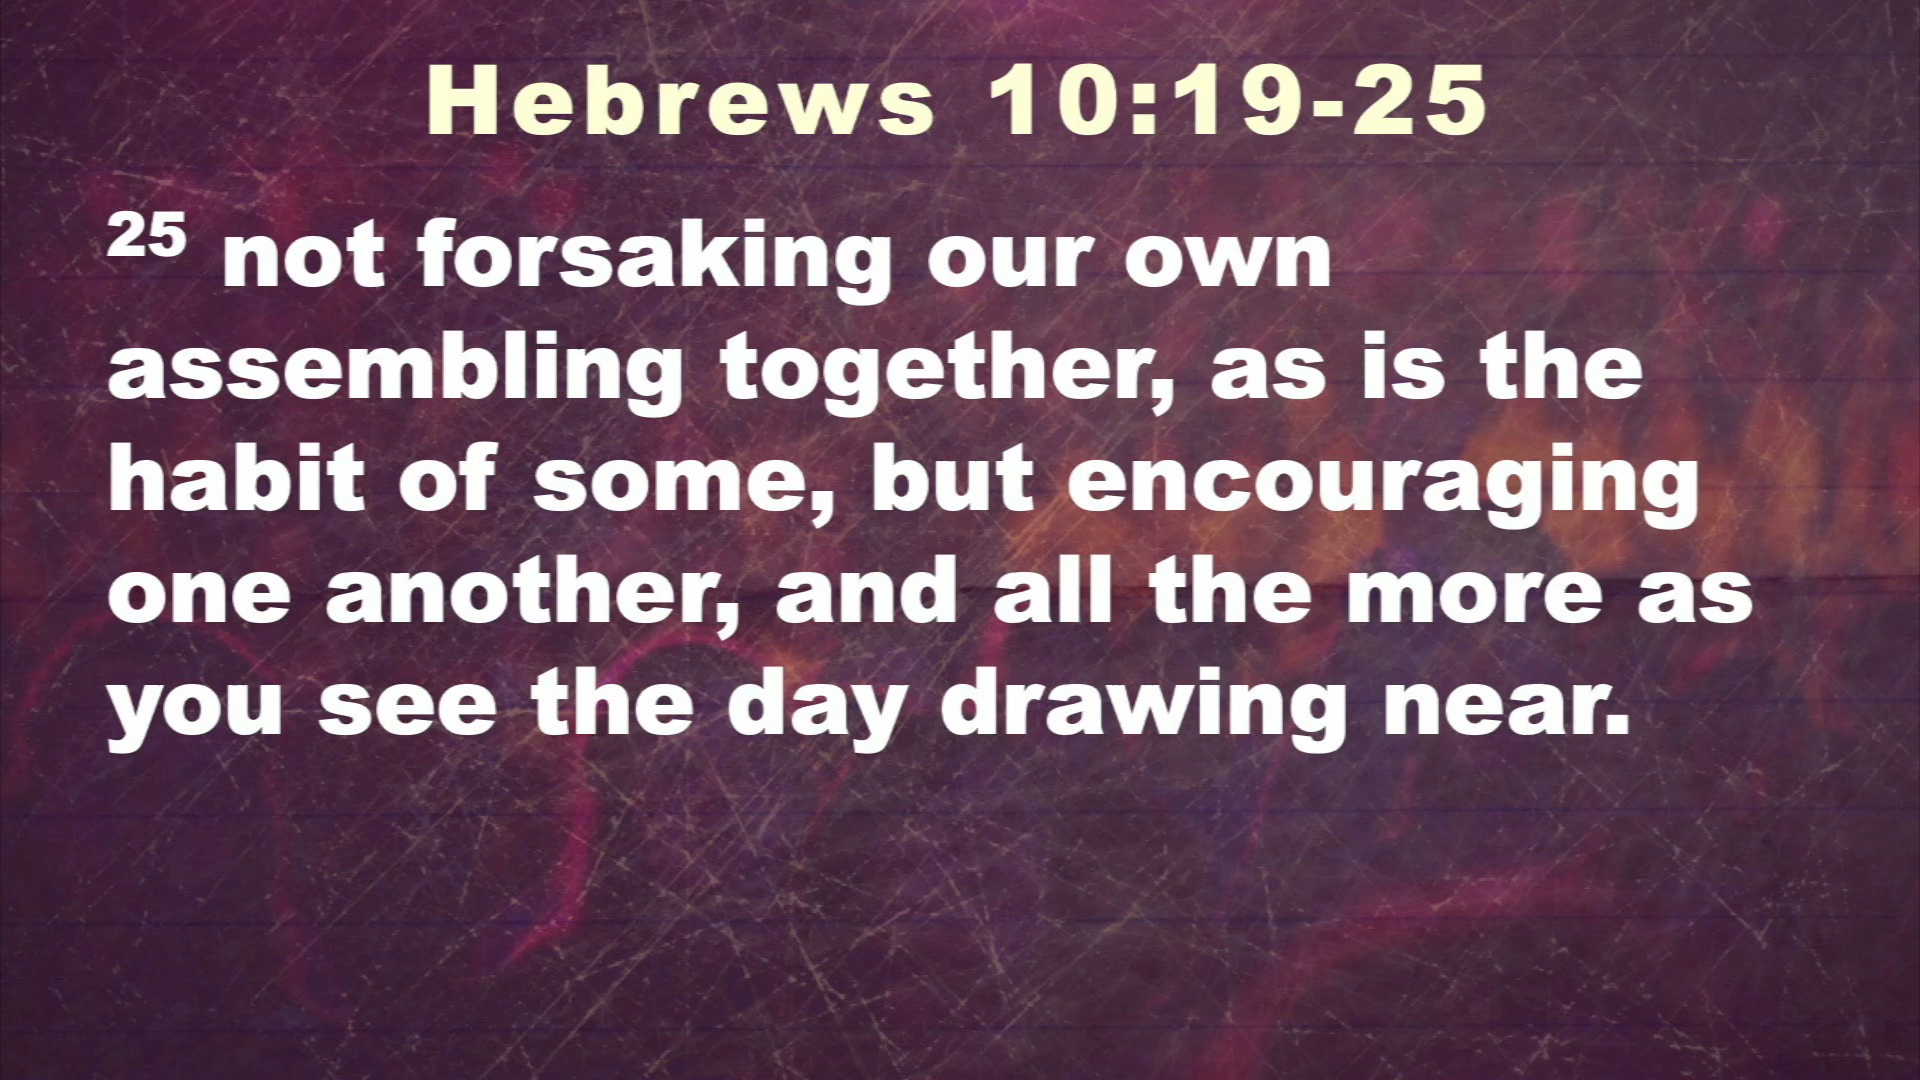 Hebrews 10:19-25
25 not forsaking our own
assembling together, as is the
habit of some, but encouraging
one another, and all the more as
you see the day drawing near.